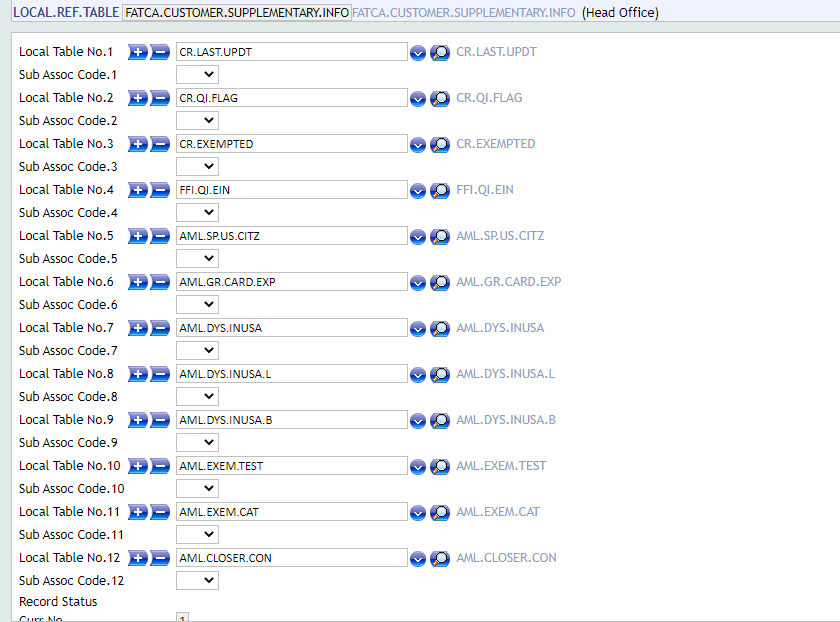 LOCAL.REF.TABLE FATCA.CUSTOMER.SUPPLEMENTARY.INFO FATCA.CUSTOMER.SUPPLEMENTARY.INFO (Head Office)
Local Table No.1 CR.LAST.UPDT CR.LAST.UPDT
Sub Assoc Code.1
Local Table No.2 CR.QI.FLAG CR.QI.FLAG
Sub Assoc Code.2
Local Table No.3 CR.EXEMPTED CR.EXEMPTED
Sub Assoc Code.3
Local Table No.4 FFI.QI.EIN FFI.QI.EIN
Sub Assoc Code.4
Local Table No.5 AML.SP.US.CITZ AML.SP.US.CITZ
Sub Assoc Code.5
Local Table No.6 AML.GR.CARD.EXP AML.GR.CARD.EXP
Sub Assoc Code.6
Local Table No.7 AML.DYS.INUSA AML.DYS.INUSA
Sub Assoc Code.7
Local Table No.8 AML.DYS.INUSA.L AML.DYS.INUSA.L
Sub Assoc Code.8
Local Table No.9 AML.DYS.INUSA.B AML.DYS.INUSA.B
Sub Assoc Code.9
Local Table No.10 AML.EXEM.TEST AML.EXEM.TEST
Sub Assoc Code.10
Local Table No.11 AML.EXEM.CAT AML.EXEM.CAT
Sub Assoc Code.11
Local Table No.12 AML.CLOSER.CON AML.CLOSER.CON
Sub Assoc Code.12
Record Status
Curr No 1